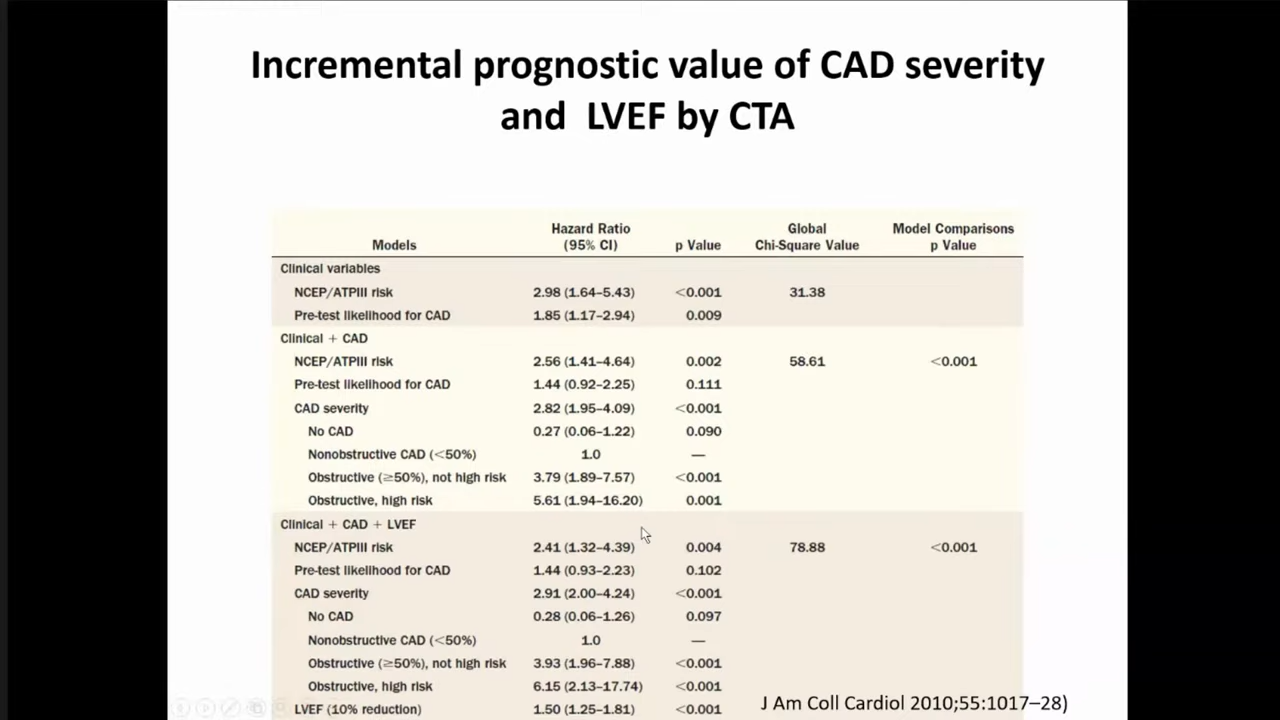 Incremental prognostic value of CAD severity
and LVEF by CTA
Models Hazard Ratio (95% CI) p Value Global Chi-Square Value Model Comparisons p Value
Clinical variables
NCEP/ATPIII risk 2.98 (1.64–5.43) <0.001 31.38
Pre-test likelihood for CAD 1.85 (1.17–2.94) 0.009
Clinical + CAD
NCEP/ATPIII risk 2.56 (1.41–4.64) 0.002 58.61 <0.001
Pre-test likelihood for CAD 1.44 (0.92–2.25) 0.111
CAD severity 2.82 (1.95–4.09) <0.001
No CAD 0.27 (0.06–1.22) 0.090
Nonobstructive CAD (<50%) 1.0 —
Obstructive (≥50%), not high risk 3.79 (1.89–7.57) <0.001
Obstructive, high risk 5.61 (1.94–16.20) 0.001
Clinical + CAD + LVEF
NCEP/ATPIII risk 2.41 (1.32–4.39) 0.004 78.88 <0.001
Pre-test likelihood for CAD 1.44 (0.93–2.23) 0.102
CAD severity 2.91 (2.00–4.24) <0.001
No CAD 0.28 (0.06–1.26) 0.097
Nonobstructive CAD (<50%) 1.0 —
Obstructive (≥50%), not high risk 3.93 (1.96–7.88) <0.001
Obstructive, high risk 6.15 (2.13–17.74) <0.001
LVEF (10% reduction) 1.50 (1.25–1.81) <0.001
J Am Coll Cardiol 2010;55:1017–28)